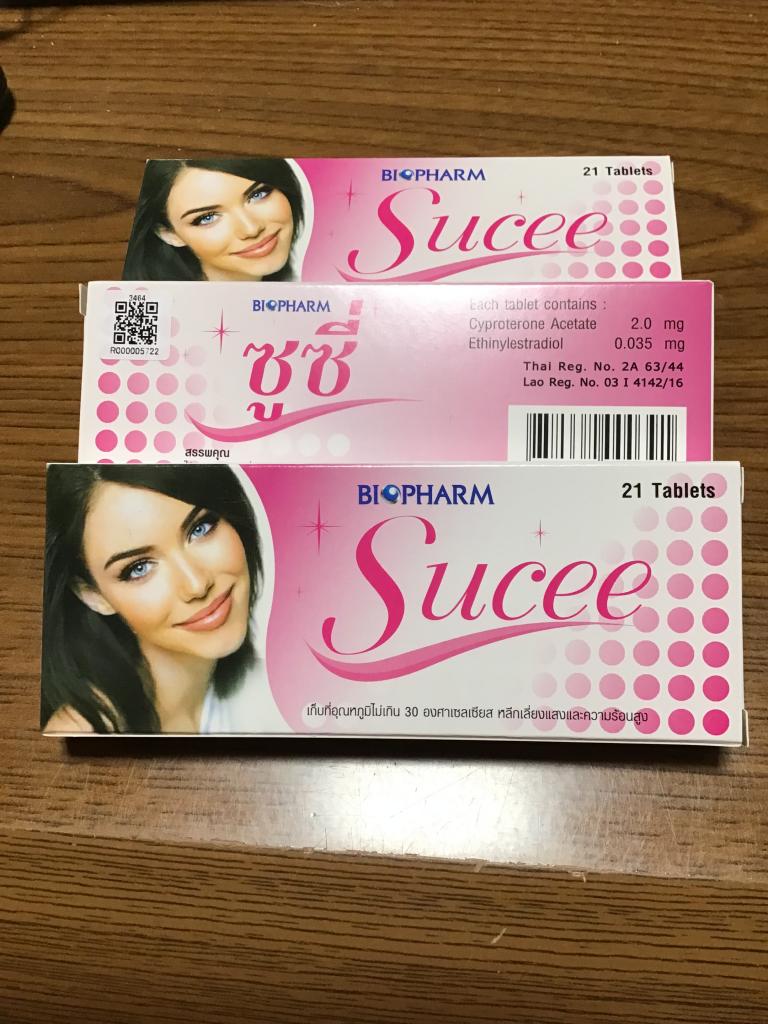 BIOPHARM
21 Tablets
Sucee
3464
R000005722
BIOPHARM
ซูซี่
Each tablet contains :
Cyproterone Acetate 2.0 mg
Ethinylestradiol 0.035 mg
Thai Reg. No. 2A 63/44
Lao Reg. No. 03 I 4142/16
สรรพคุณ
BIOPHARM
21 Tablets
Sucee
เก็บที่อุณหภูมิไม่เกิน 30 องศาเซลเซียส หลีกเลี่ยงแสงและความร้อนสูง